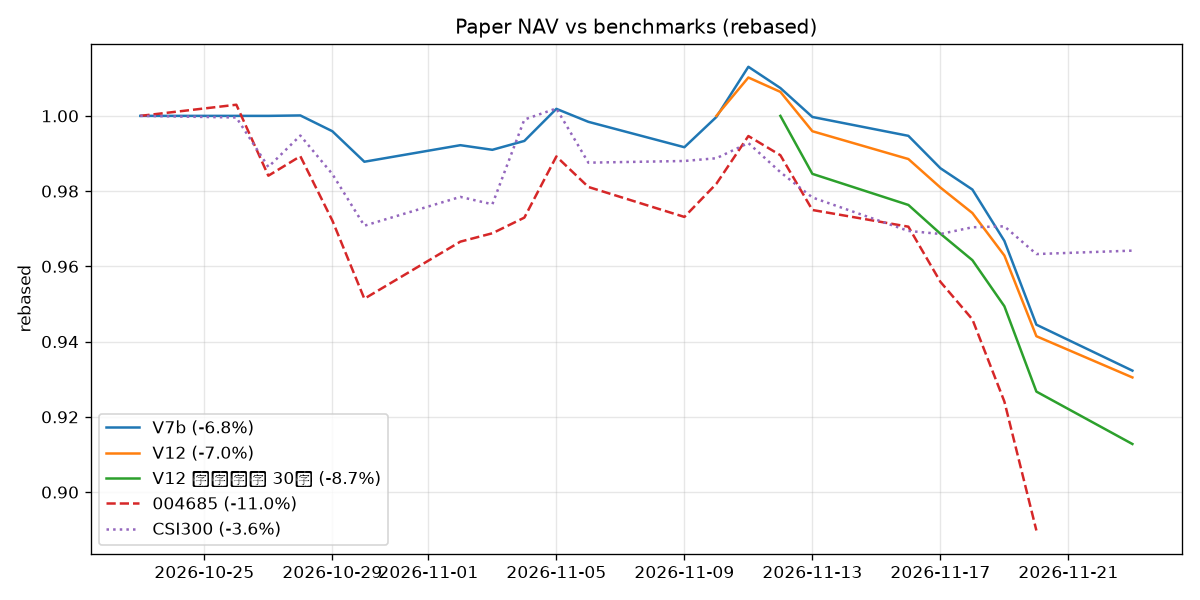 Paper NAV vs benchmarks (rebased)
rebased
1.00
0.98
0.96
0.94
0.92
0.90
V7b (-6.8%)
V12 (-7.0%)
V12 30 (-8.7%)
004685 (-11.0%)
CSI300 (-3.6%)
2026-10-25 2026-10-29 2026-11-01 2026-11-05 2026-11-09 2026-11-13 2026-11-17 2026-11-21